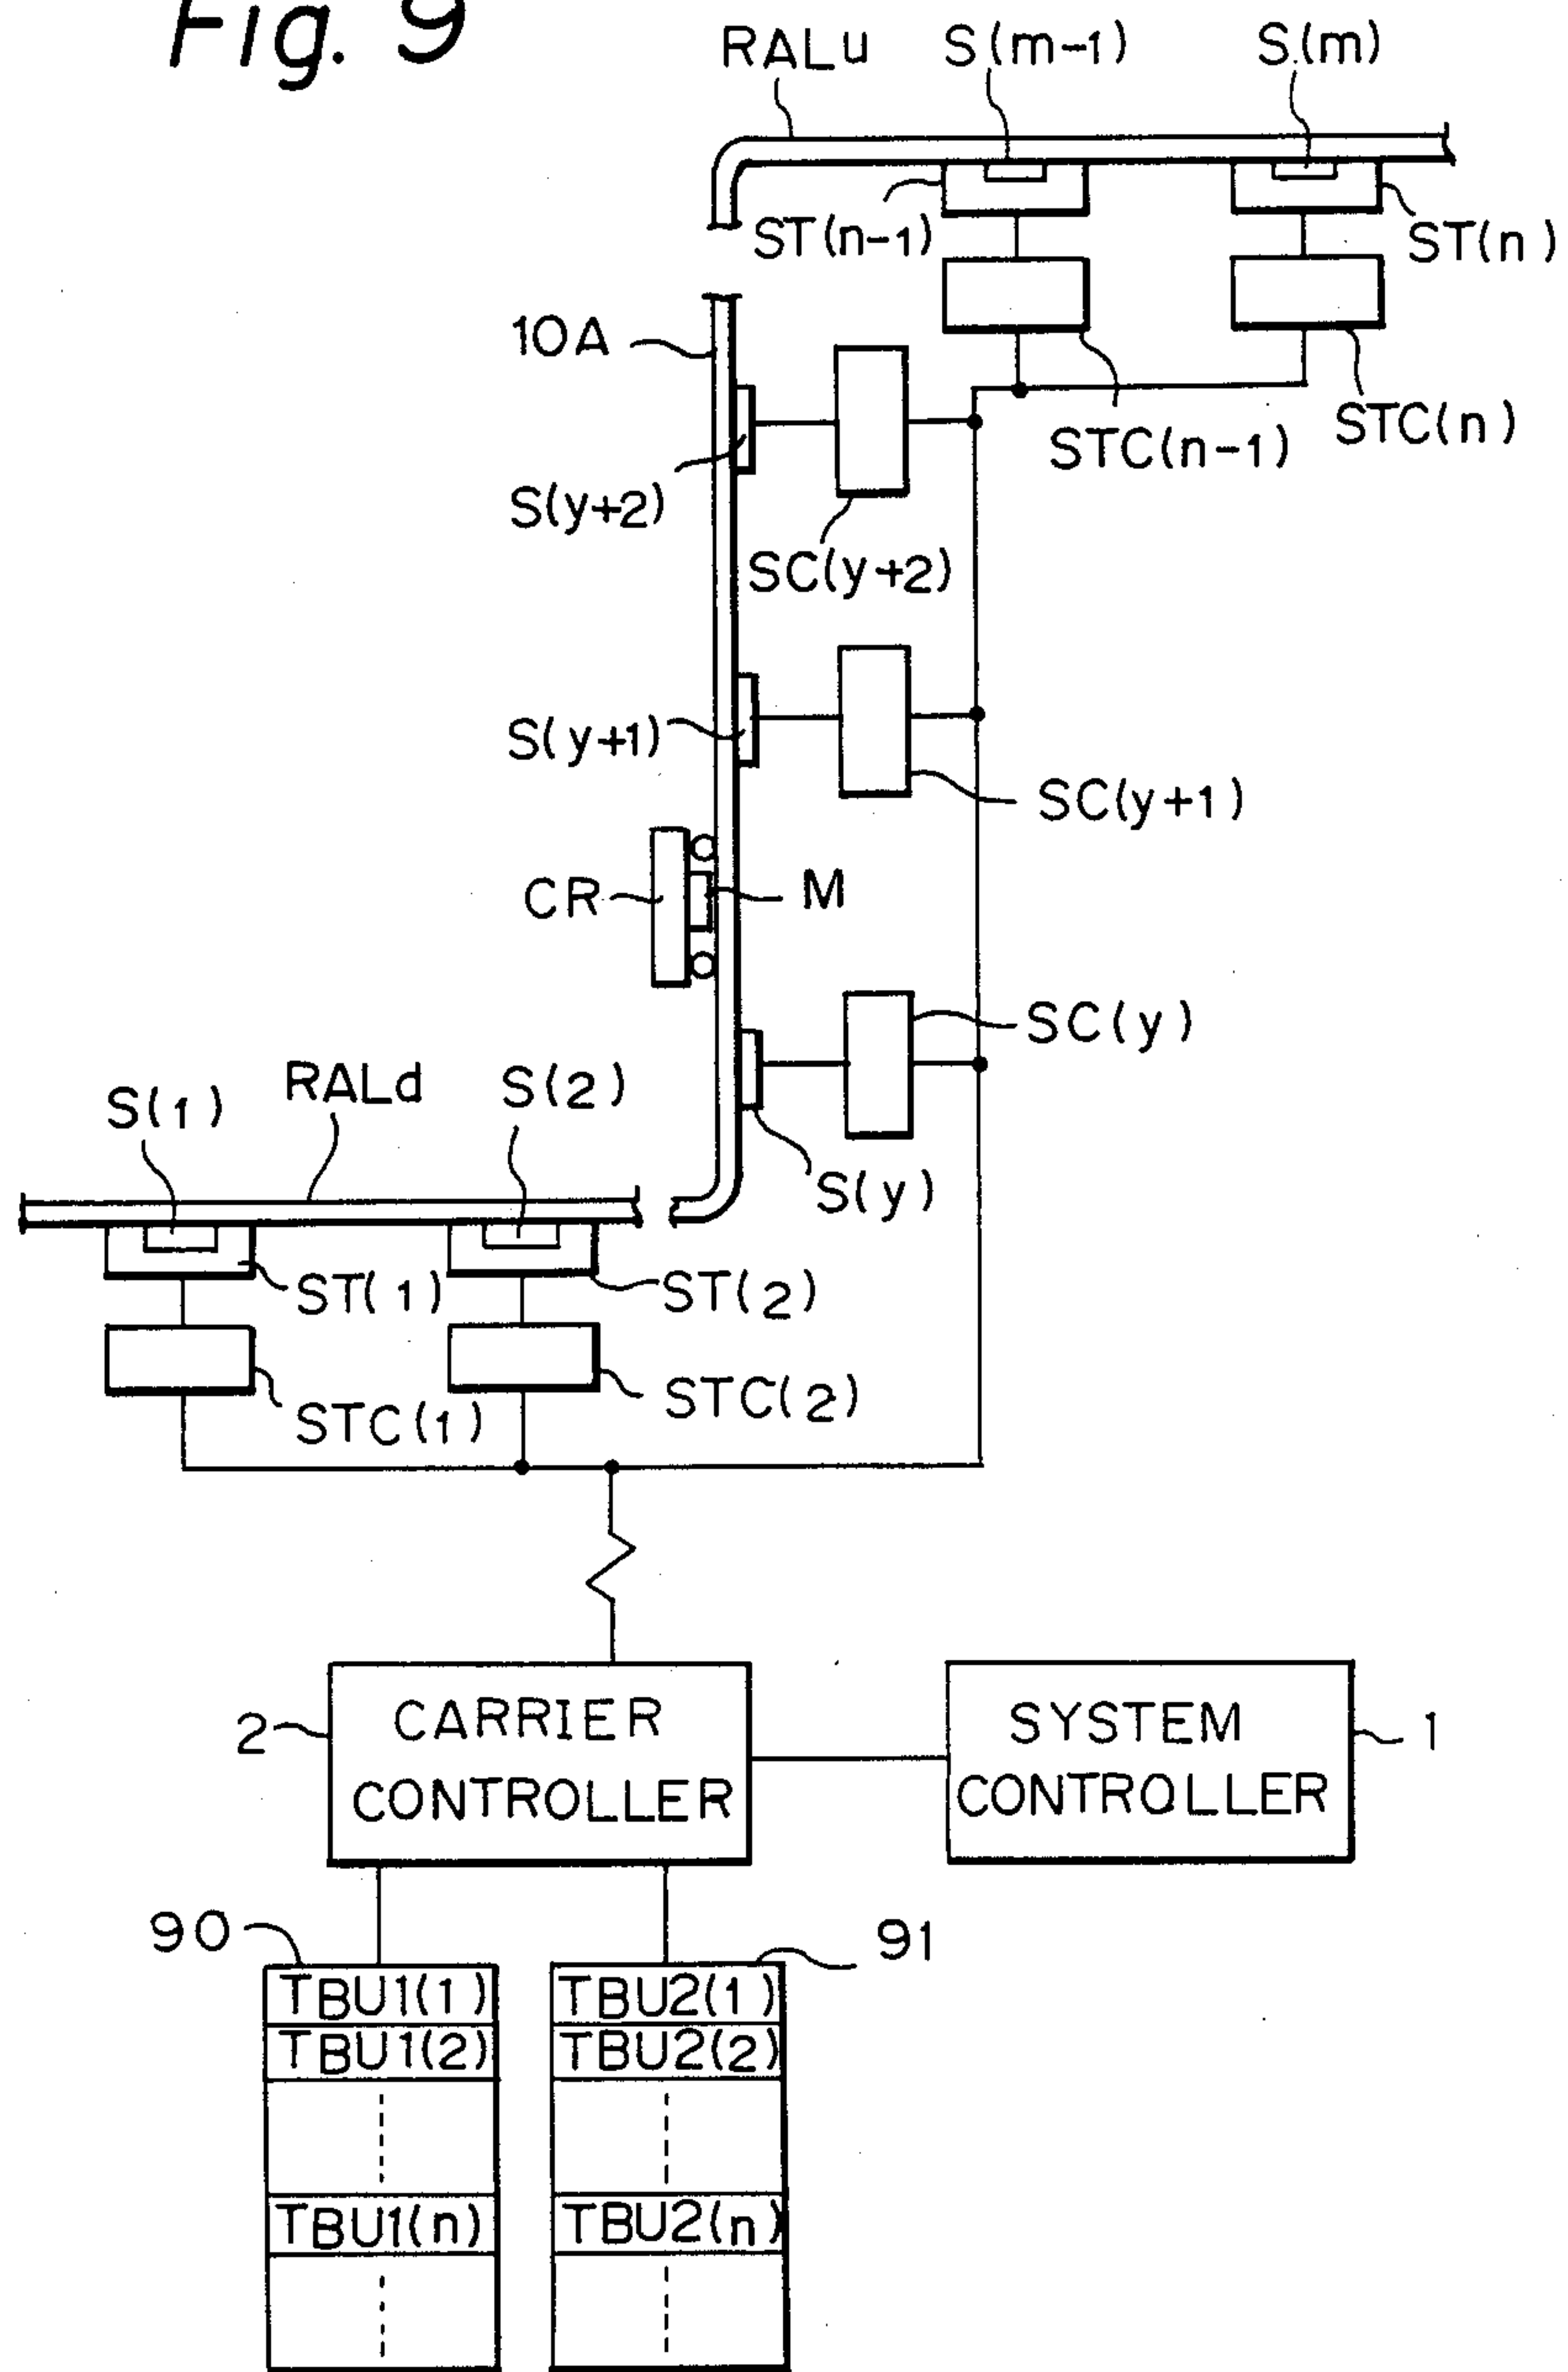 Fig. 9
RALu
S(m-1)
S(m)
ST(n-1)
ST(n)
10A
STC(n-1)
STC(n)
S(y+2)
SC(y+2)
S(y+1)
SC(y+1)
CR
M
SC(y)
S(1)
RALd
S(2)
S(y)
ST(1)
ST(2)
STC(1)
STC(2)
2
CARRIER
CONTROLLER
SYSTEM
CONTROLLER
1
90
91
TBU1(1)
TBU2(1)
TBU1(2)
TBU2(2)
TBU1(n)
TBU2(n)